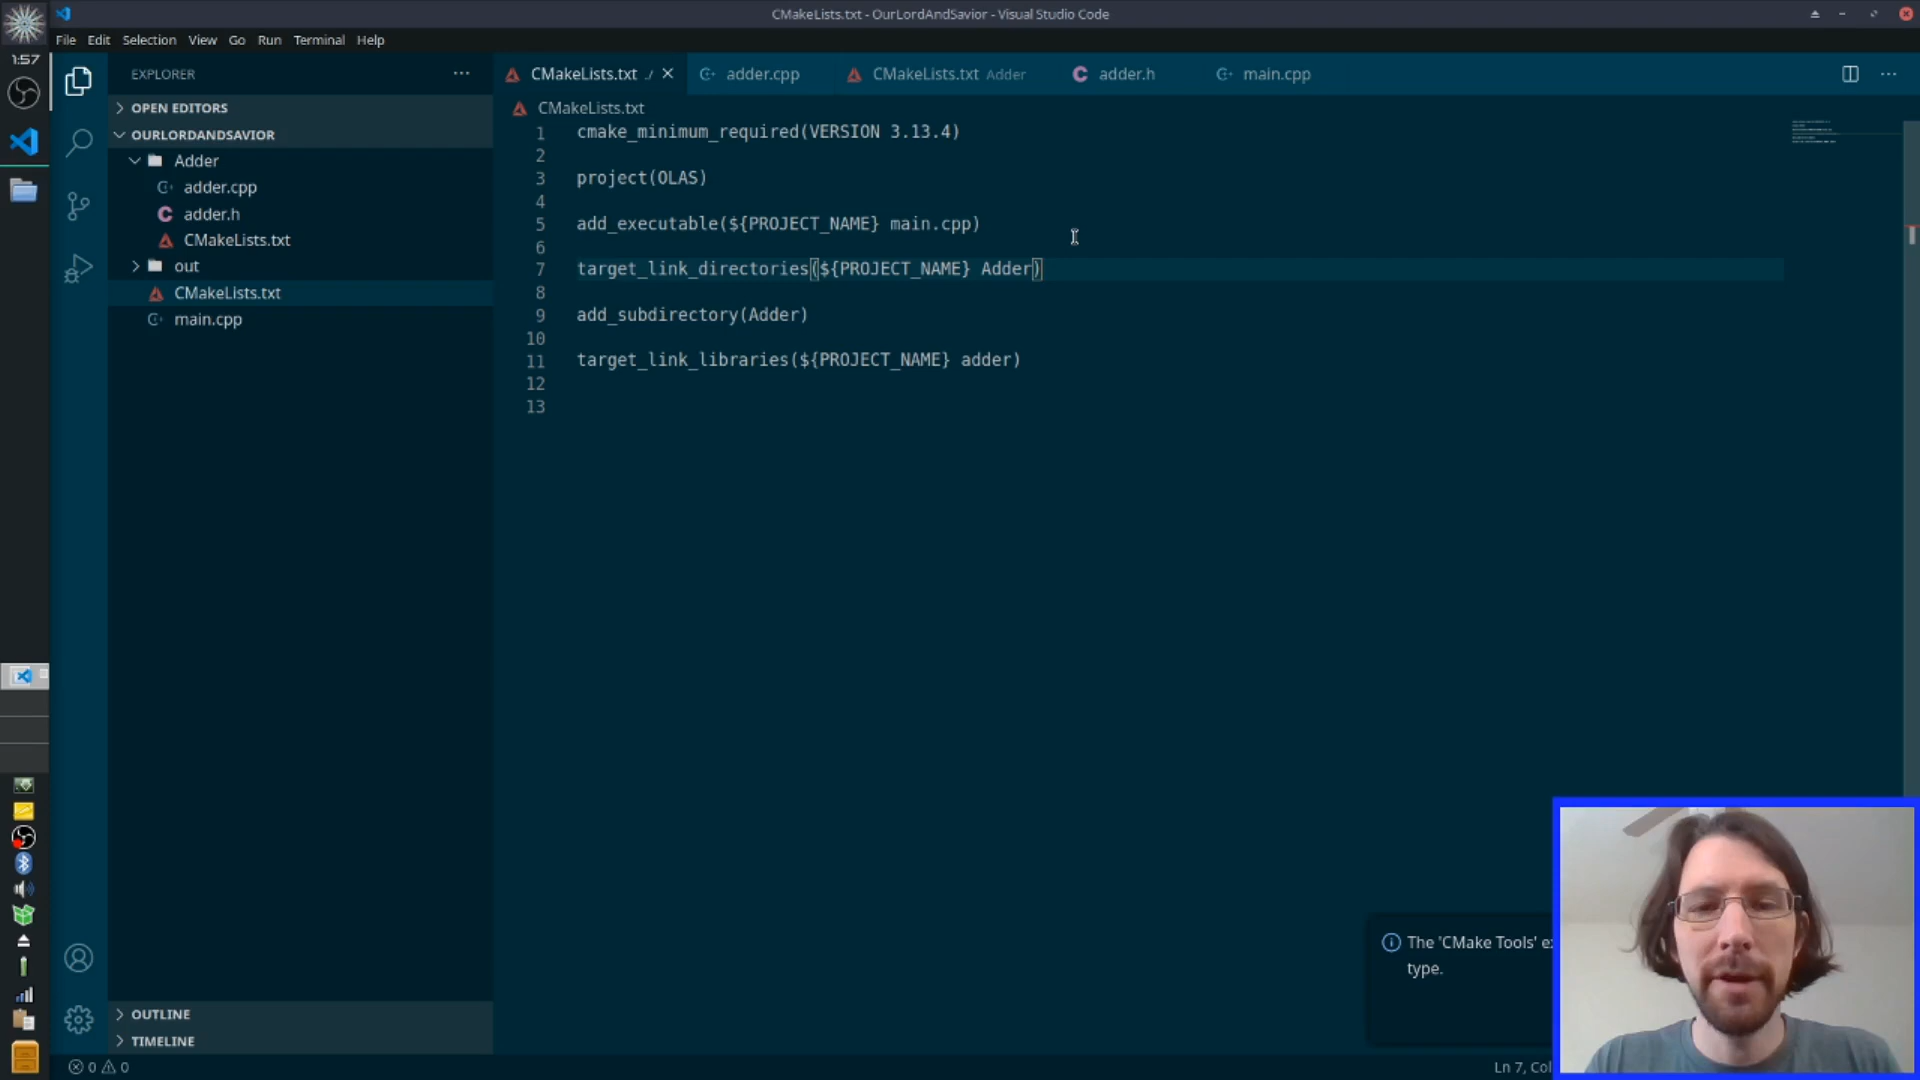 CMakeLists.txt - OurLordAndSavior - Visual Studio Code
File Edit Selection View Go Run Terminal Help
1:57
EXPLORER
OPEN EDITORS
OURLORDANDSAVIOR
Adder
adder.cpp
adder.h
CMakeLists.txt
out
CMakeLists.txt
main.cpp
OUTLINE
TIMELINE
CMakeLists.txt ./ adder.cpp CMakeLists.txt Adder adder.h main.cpp
CMakeLists.txt
1 cmake_minimum_required(VERSION 3.13.4)
2
3 project(OLAS)
4
5 add_executable(${PROJECT_NAME} main.cpp)
6
7 target_link_directories(${PROJECT_NAME} Adder)
8
9 add_subdirectory(Adder)
10
11 target_link_libraries(${PROJECT_NAME} adder)
12
13
The 'CMake Tools' ex
type.
0 0
Ln 7, Col